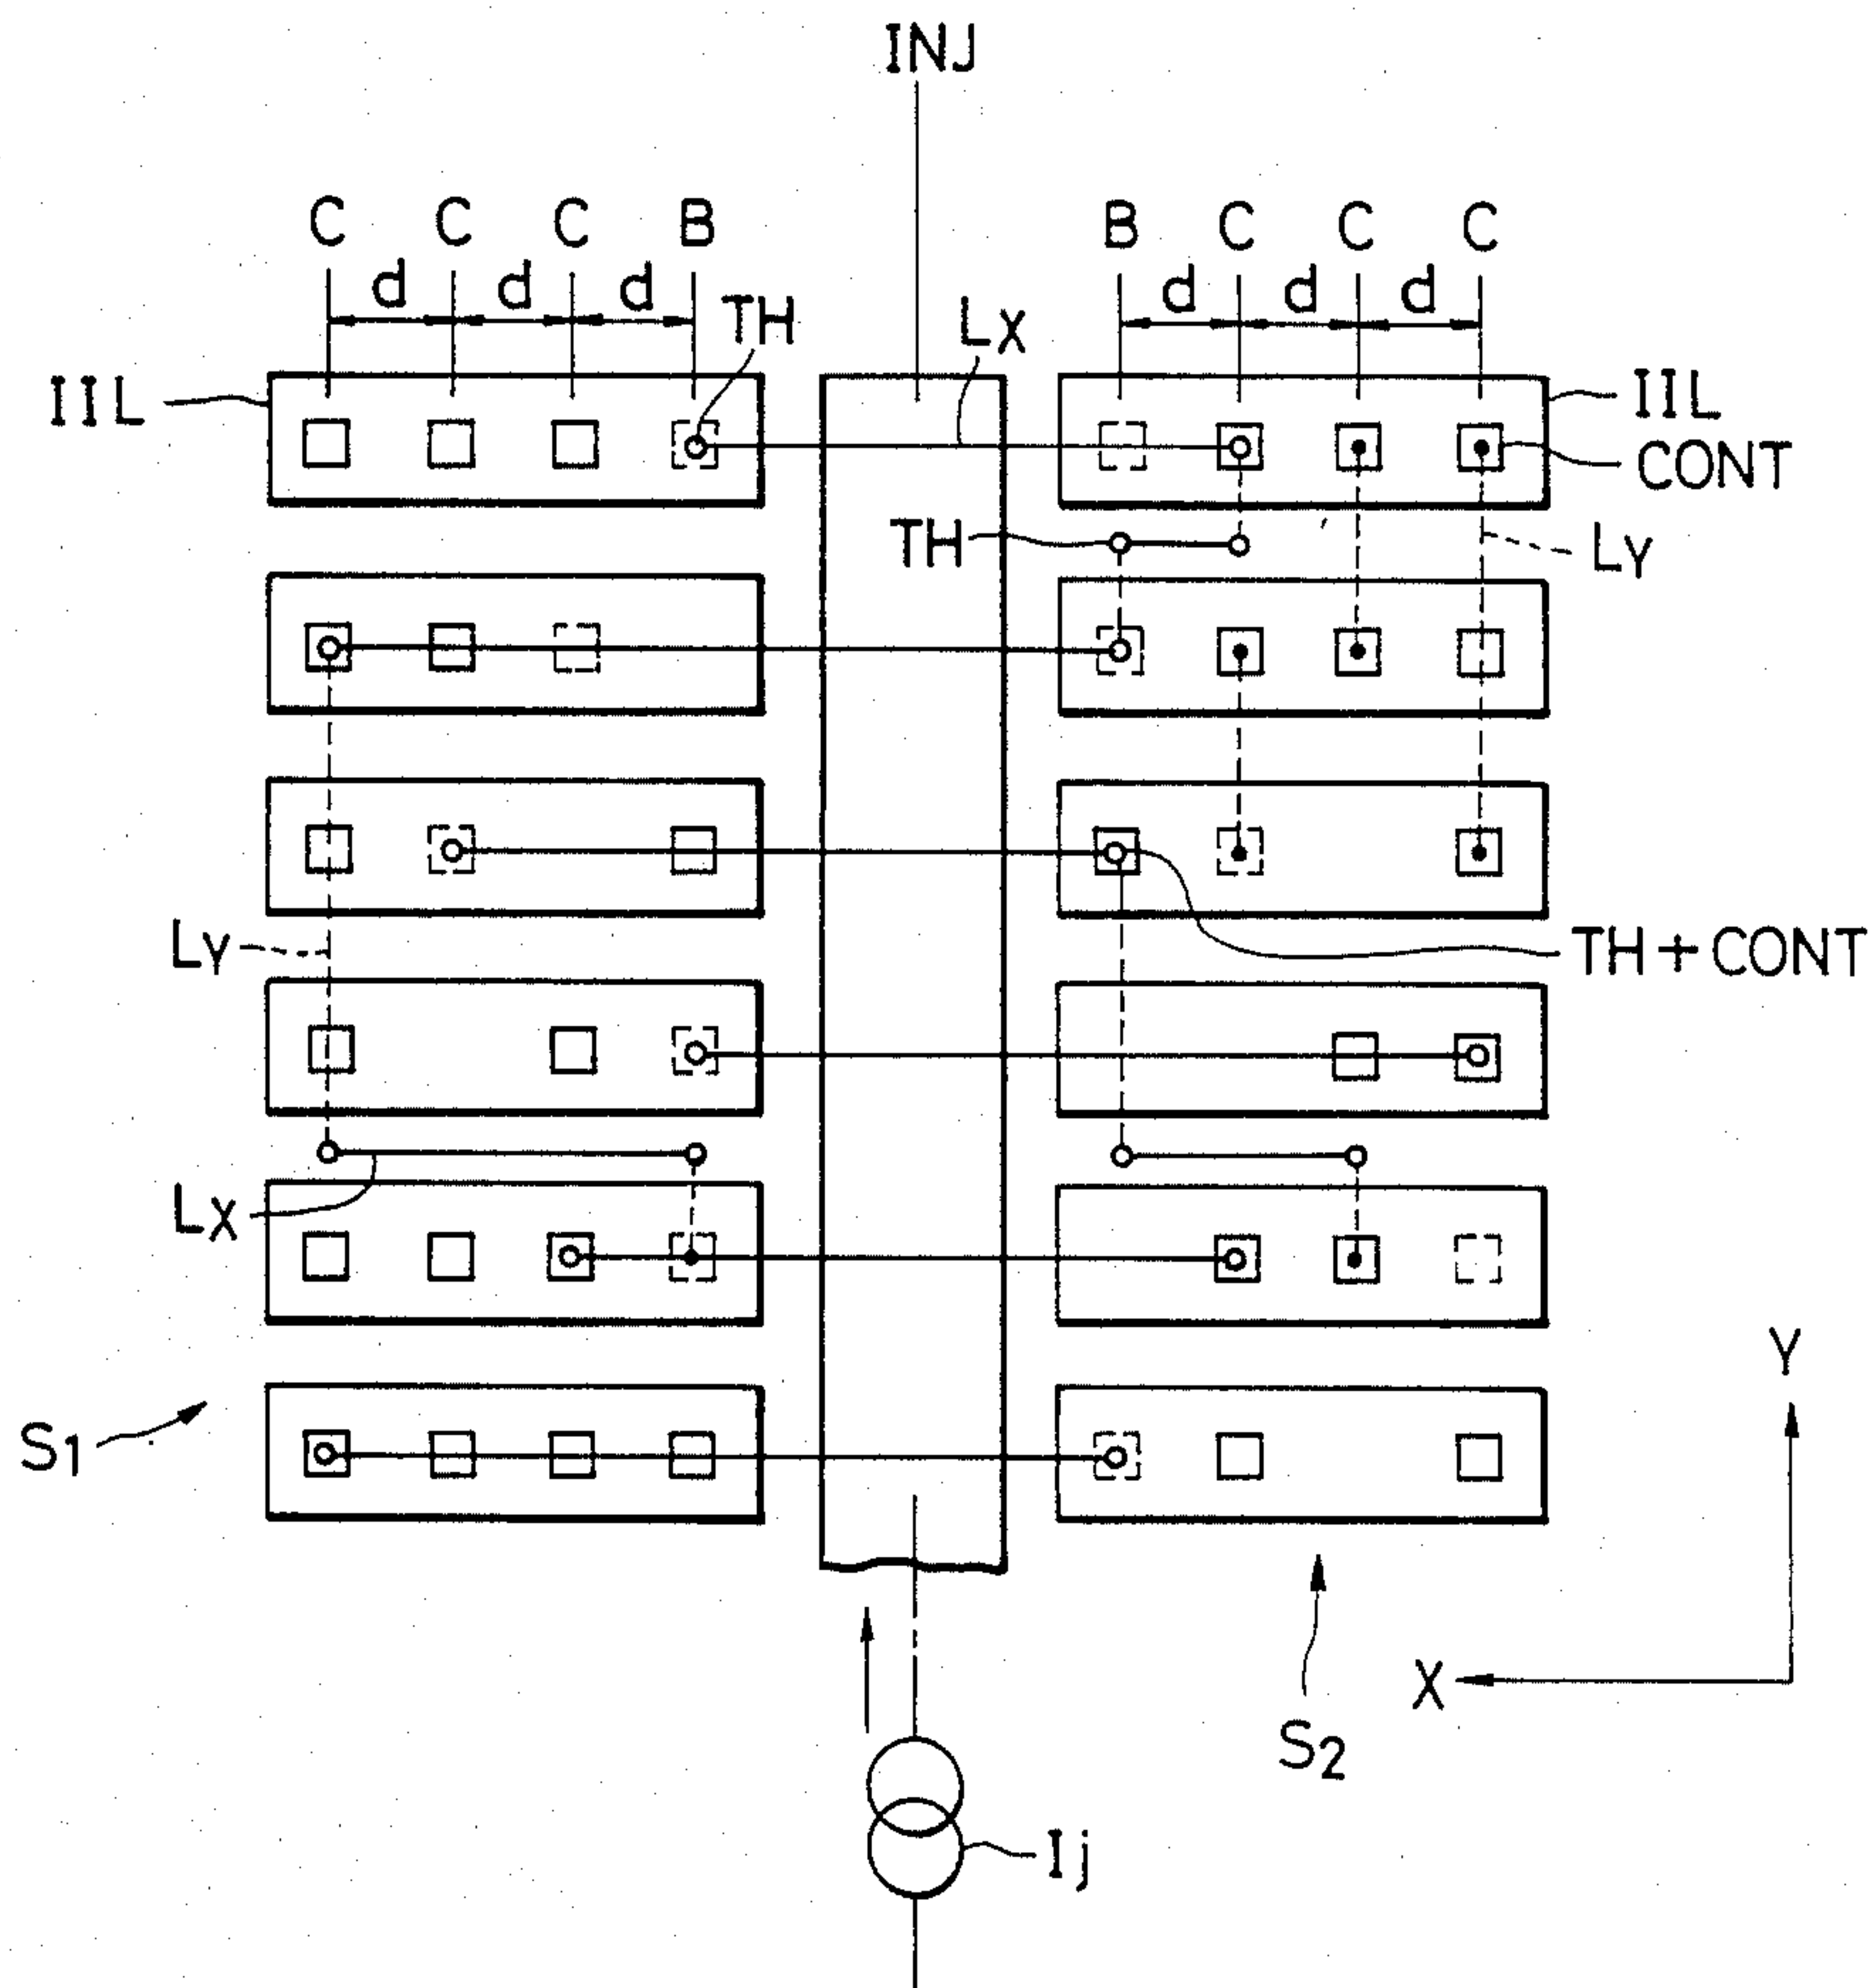 INJ
C C C B B C C C
d d d d d d
TH Lx
IIL IIL
CONT
TH Ly
Ly TH+CONT
Lx
Y
S1
X
S2
Ij